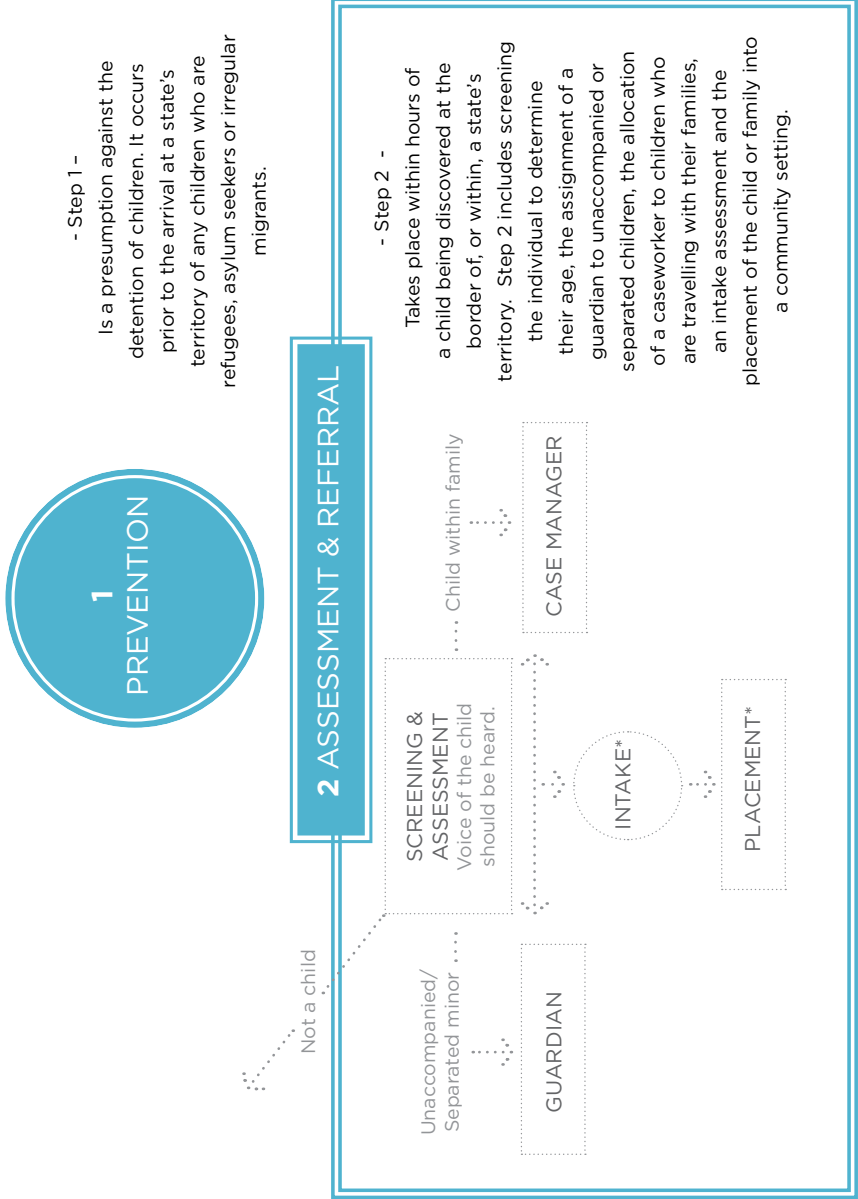 1
PREVENTION
- Step 1 –
Is a presumption against the
detention of children. It occurs
prior to the arrival at a state's
territory of any children who are
refugees, asylum seekers or irregular
migrants.
2 ASSESSMENT & REFERRAL
Not a child
Unaccompanied/
Separated minor
GUARDIAN
SCREENING &
ASSESSMENT
Voice of the child
should be heard.
Child within family
CASE MANAGER
INTAKE*
PLACEMENT*
- Step 2 -
Takes place within hours of
a child being discovered at the
border of, or within, a state's
territory. Step 2 includes screening
the individual to determine
their age, the assignment of a
guardian to unaccompanied or
separated children, the allocation
of a caseworker to children who
are travelling with their families,
an intake assessment and the
placement of the child or family into
a community setting.